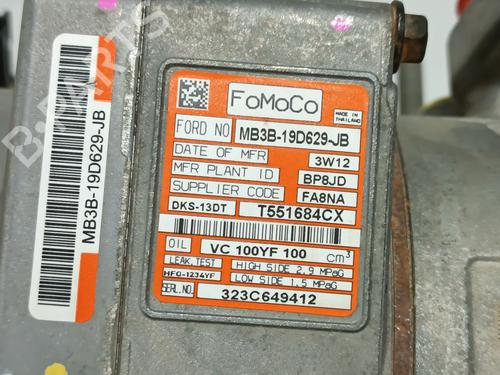 B-PARTS
MB3B-19D629-JB
FoMoCo
MADE IN
THAILAND
FORD NO MB3B-19D629-JB
DATE OF MFR 3W12
MFR PLANT ID BP8JD
SUPPLIER CODE FA8NA
DKS-13DT T551684CX
OIL VC 100YF 100 cm³
LEAK TEST HIGH SIDE 2.9 MPaG
HFO-1234YF LOW SIDE 1.5 MPaG
SERL.NO. 323C649412